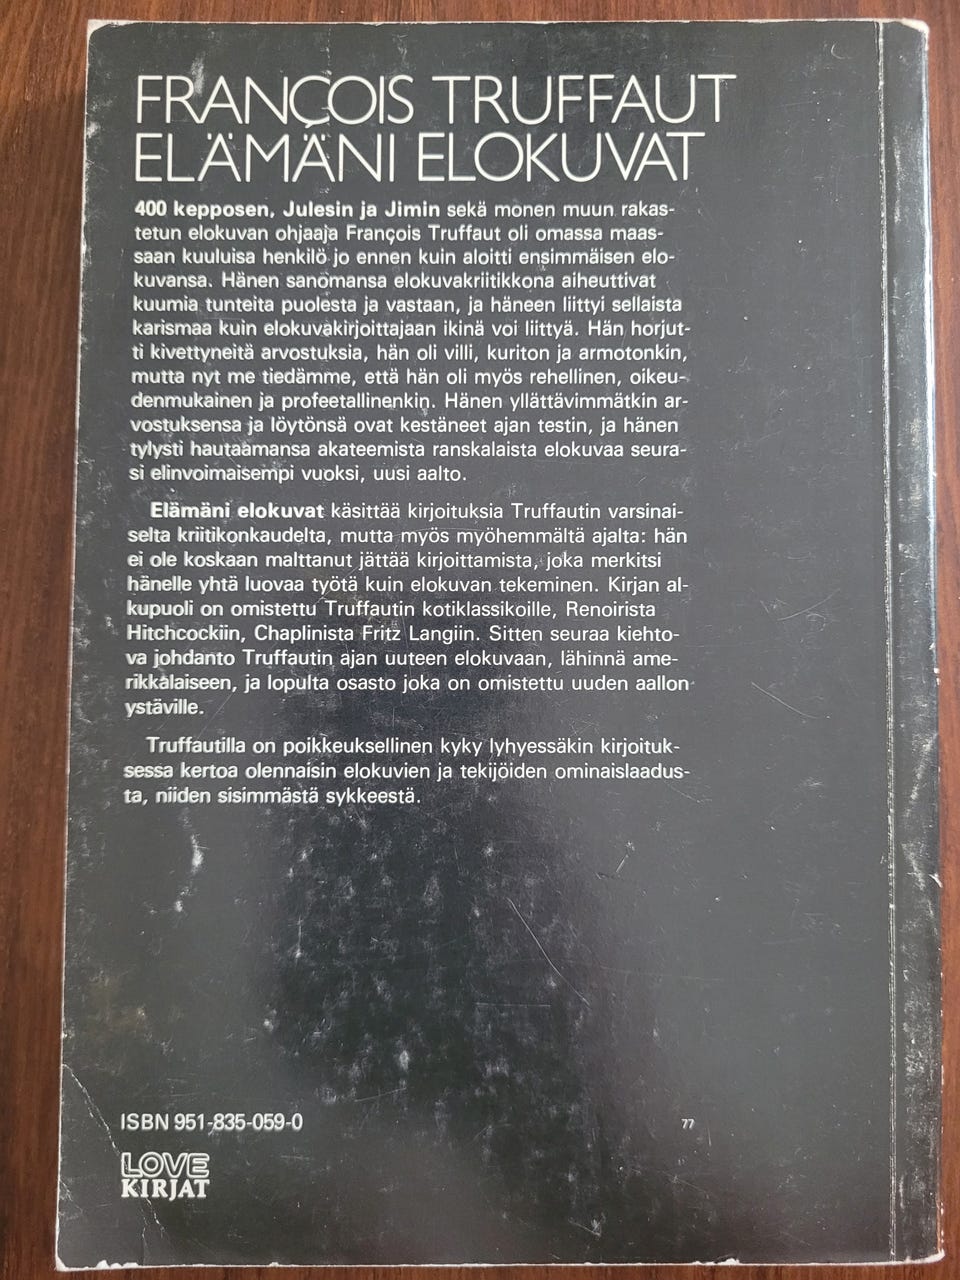 FRANÇOIS TRUFFAUT
ELÄMÄNI ELOKUVAT
400 kepposen, Julesin ja Jimin sekä monen muun rakas-
tetun elokuvan ohjaaja François Truffaut oli omassa maas-
saan kuuluisa henkilö jo ennen kuin aloitti ensimmäisen elo-
kuvansa. Hänen sanomansa elokuvakriitikkona aiheuttivat
kuumia tunteita puolesta ja vastaan, ja häneen liittyi sellaista
karismaa kuin elokuvakirjoittajaan ikinä voi liittyä. Hän horjut-
ti kivettyneitä arvostuksia, hän oli villi, kuriton ja armotonkin,
mutta nyt me tiedämme, että hän oli myös rehellinen, oikeu-
denmukainen ja profeetallinenkin. Hänen yllättävimmätkin ar-
vostuksensa ja löytönsä ovat kestäneet ajan testin, ja hänen
tylysti hautaamansa akateemista ranskalaista elokuvaa seura-
si elinvoimaisempi vuoksi, uusi aalto.
Elämäni elokuvat käsittää kirjoituksia Truffautin varsinai-
selta kriitikonkaudelta, mutta myös myöhemmältä ajalta: hän
ei ole koskaan malttanut jättää kirjoittamista, joka merkitsi
hänelle yhtä luovaa työtä kuin elokuvan tekeminen. Kirjan al-
kupuoli on omistettu Truffautin kotiklassikoille, Renoirista
Hitchcockiin, Chaplinista Fritz Langiin. Sitten seuraa kiehto-
va johdanto Truffautin ajan uuteen elokuvaan, lähinnä ame-
rikkalaiseen, ja lopulta osasto joka on omistettu uuden aallon
ystäville.
Truffautilla on poikkeuksellinen kyky lyhyessäkin kirjoituk-
sessa kertoa olennaisin elokuvien ja tekijöiden ominaislaadus-
ta, niiden sisimmästä sykkeestä.
ISBN 951-835-059-0
77
LOVE
KIRJAT